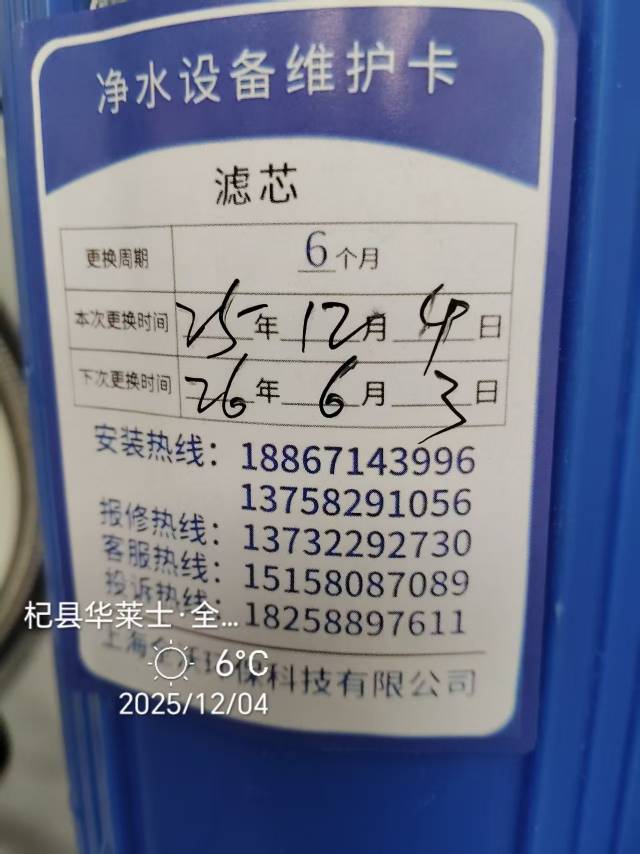 净水设备维护卡
滤芯
更换周期 6个月
本次更换时间 25年12月4日
下次更换时间 26年6月3日
安装热线：18867143996
13758291056
报修热线：13732292730
客服热线：15158087089
投诉热线：18258897611
杞县华莱士·全...
上海 环保科技有限公司
6°C
2025/12/04